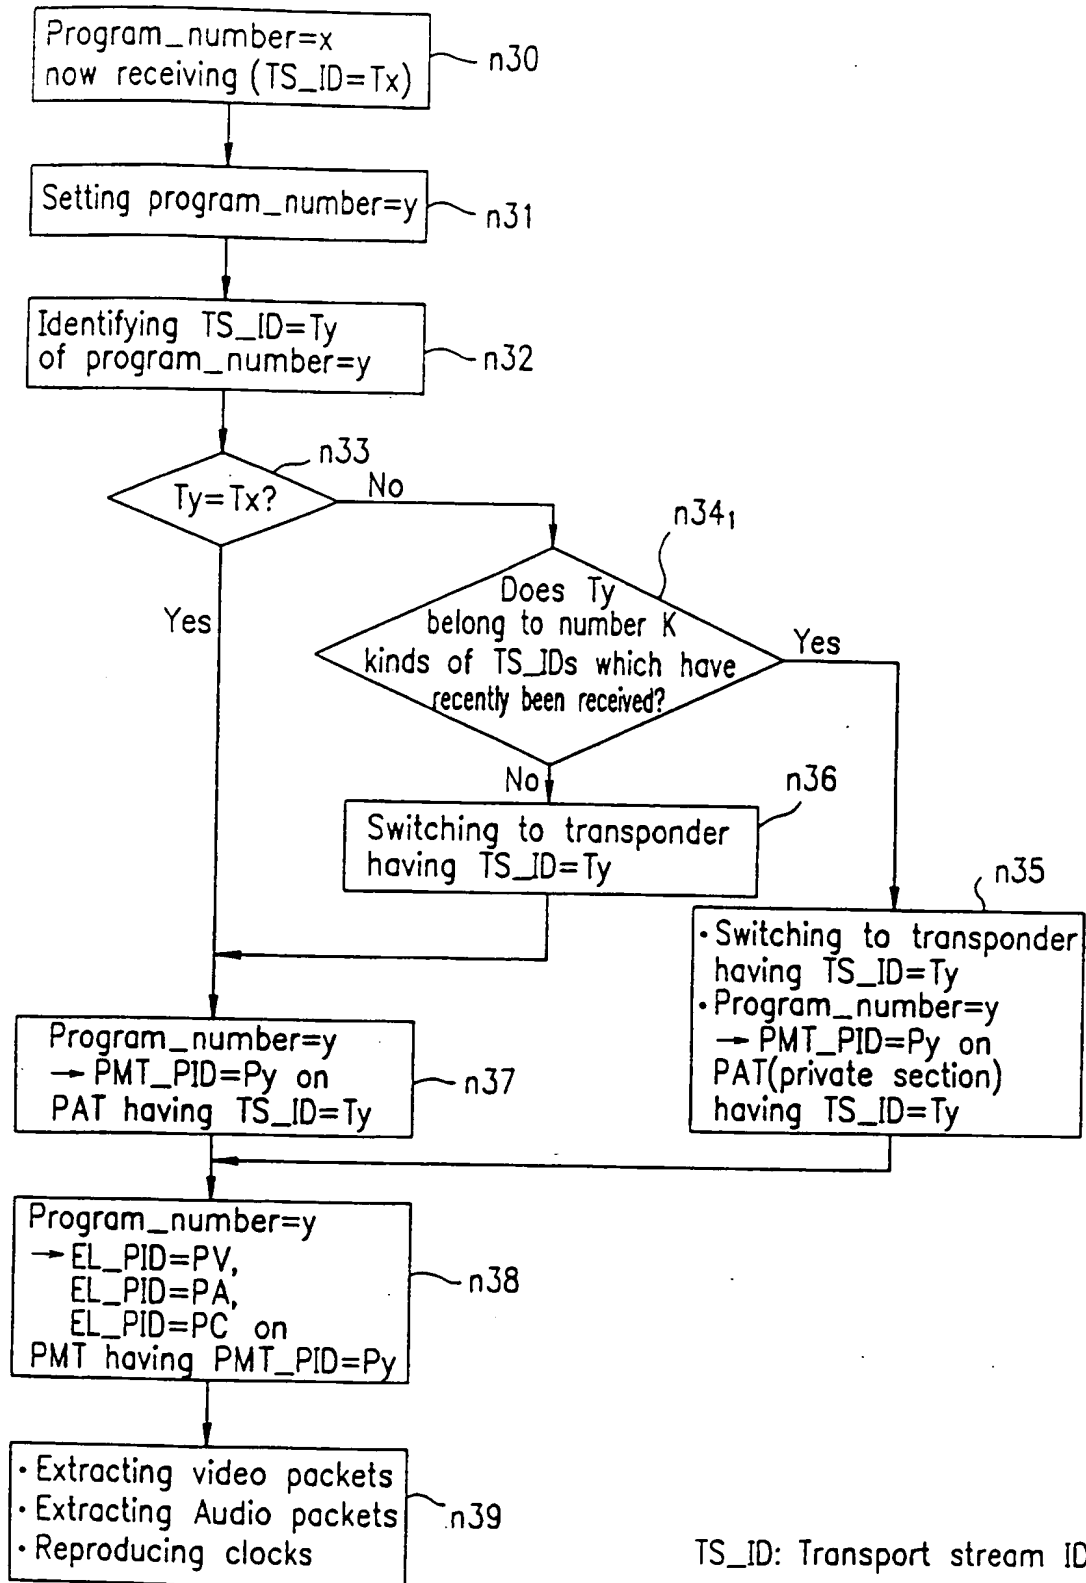 Program_number=x
now receiving (TS_ID=Tx)
n30
Setting program_number=y
n31
Identifying TS_ID=Ty
of program_number=y
n32
n33
Ty=Tx?
No
Yes
n34₁
Does Ty
belong to number K
kinds of TS_IDs which have
recently been received?
Yes
No
n36
Switching to transponder
having TS_ID=Ty
n35
· Switching to transponder
having TS_ID=Ty
· Program_number=y
→ PMT_PID=Py on
PAT(private section)
having TS_ID=Ty
Program_number=y
→ PMT_PID=Py on
PAT having TS_ID=Ty
n37
Program_number=y
→ EL_PID=PV,
EL_PID=PA,
EL_PID=PC on
PMT having PMT_PID=Py
n38
· Extracting video packets
· Extracting Audio packets
· Reproducing clocks
n39
TS_ID: Transport stream ID